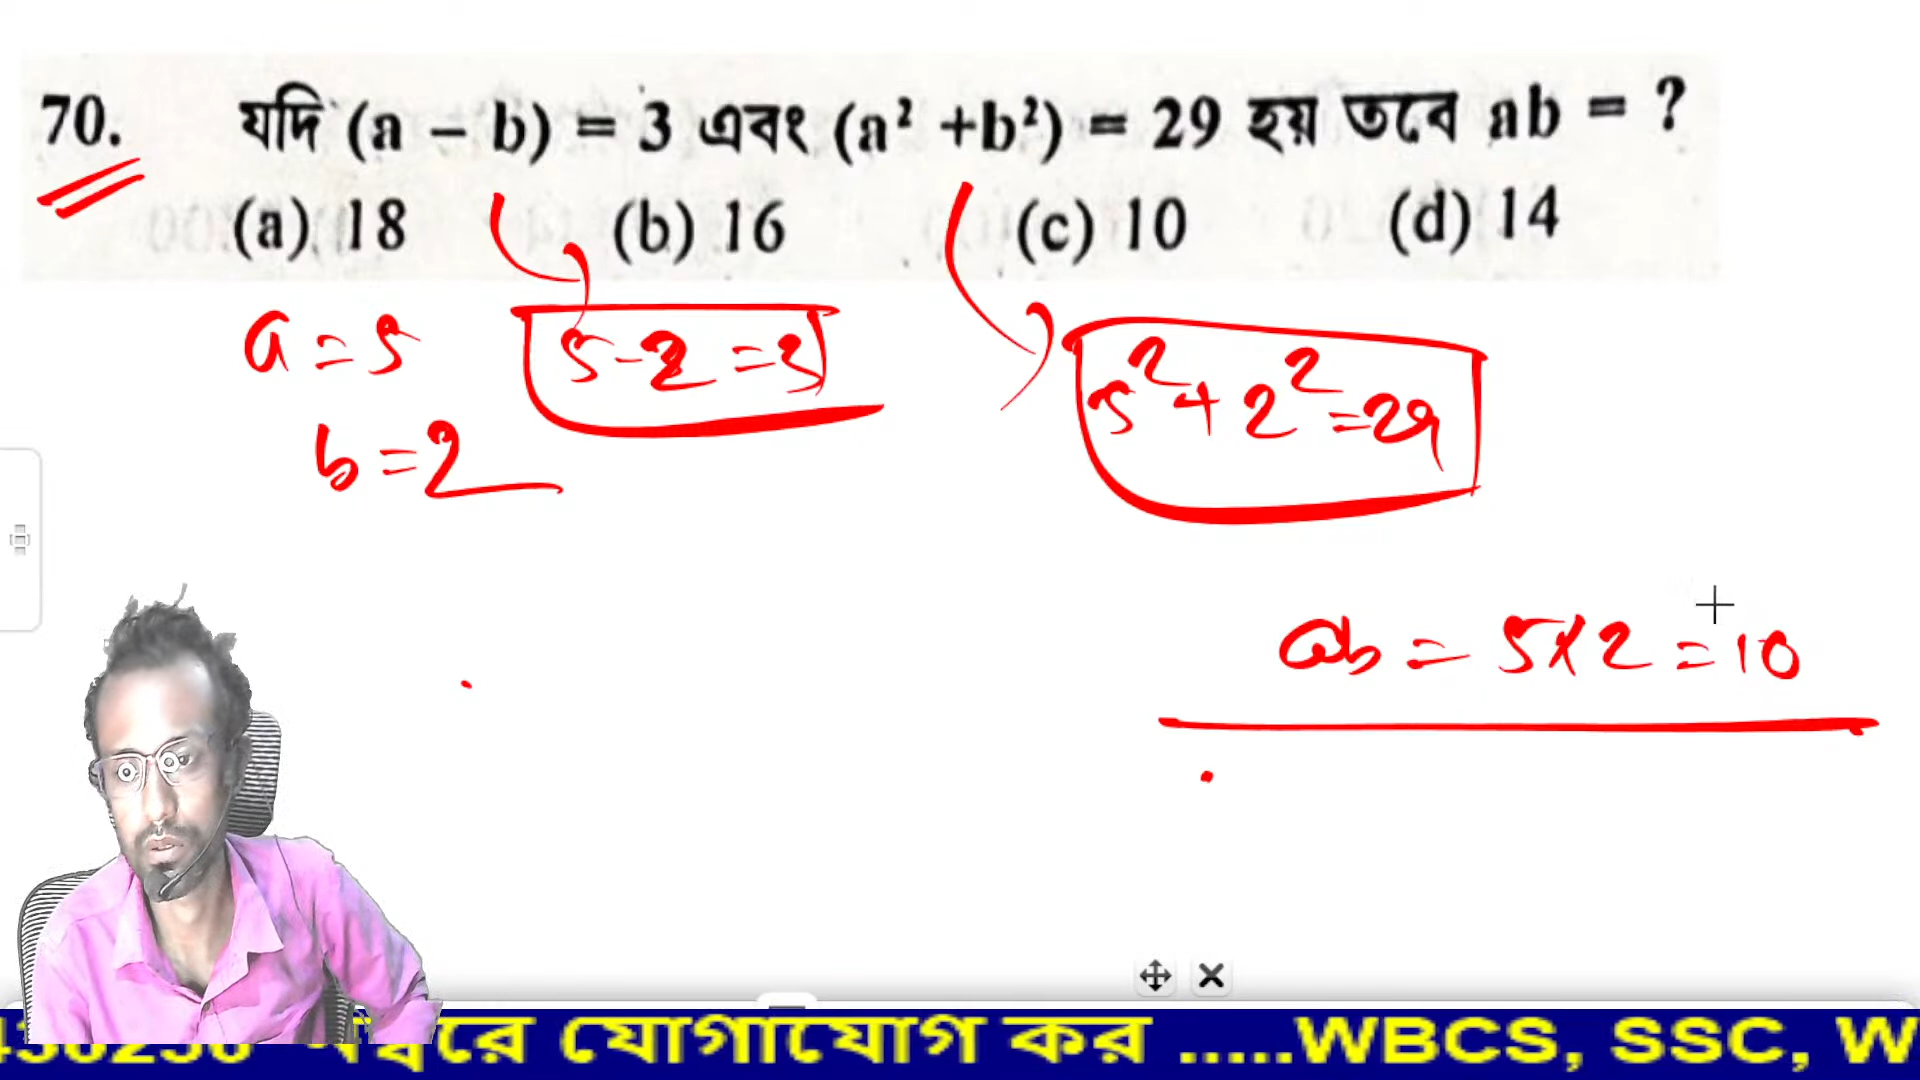 70. যদি (a – b) = 3 এবং (a² +b²) = 29 হয় তবে ab = ?
(a) 18 (b) 16 (c) 10 (d) 14
a = 5 5-2 = 3 5² + 2² = 29
b = 2
ab = 5 × 2 = 10
যোগাযোগ কর .....WBCS, SSC, W